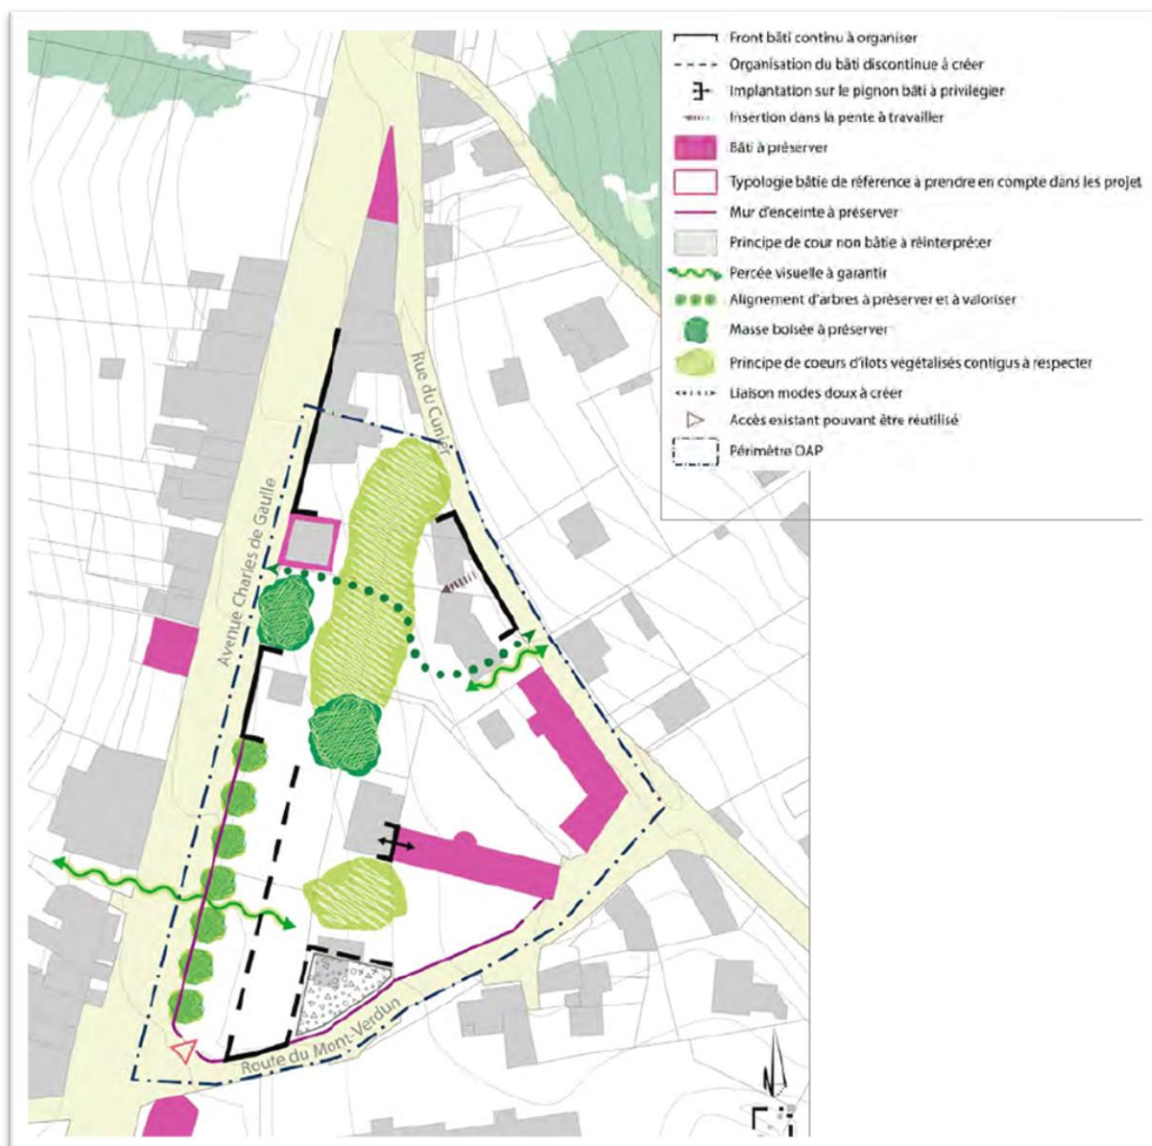 Front bâti continu à organiser
Organisation du bâti discontinue à créer
Implantation sur le pignon bâti à privilégier
Insertion dans la pente à travailler
Bâti à préserver
Typologie bâtie de référence à prendre en compte dans les projet
Mur d'enceinte à préserver
Principe de cour non bâtie à réinterpréter
Percée visuelle à garantir
Alignement d'arbres à préserver et à valoriser
Masse boisée à préserver
Principe de coeurs d'ilots végétalisés contigus à respecter
Liaison modes doux à créer
Accès existant pouvant être réutilisé
Périmètre OAP
Rue du Cunier
Avenue Charles de Gaulle
Route du Mont-Verdun
N